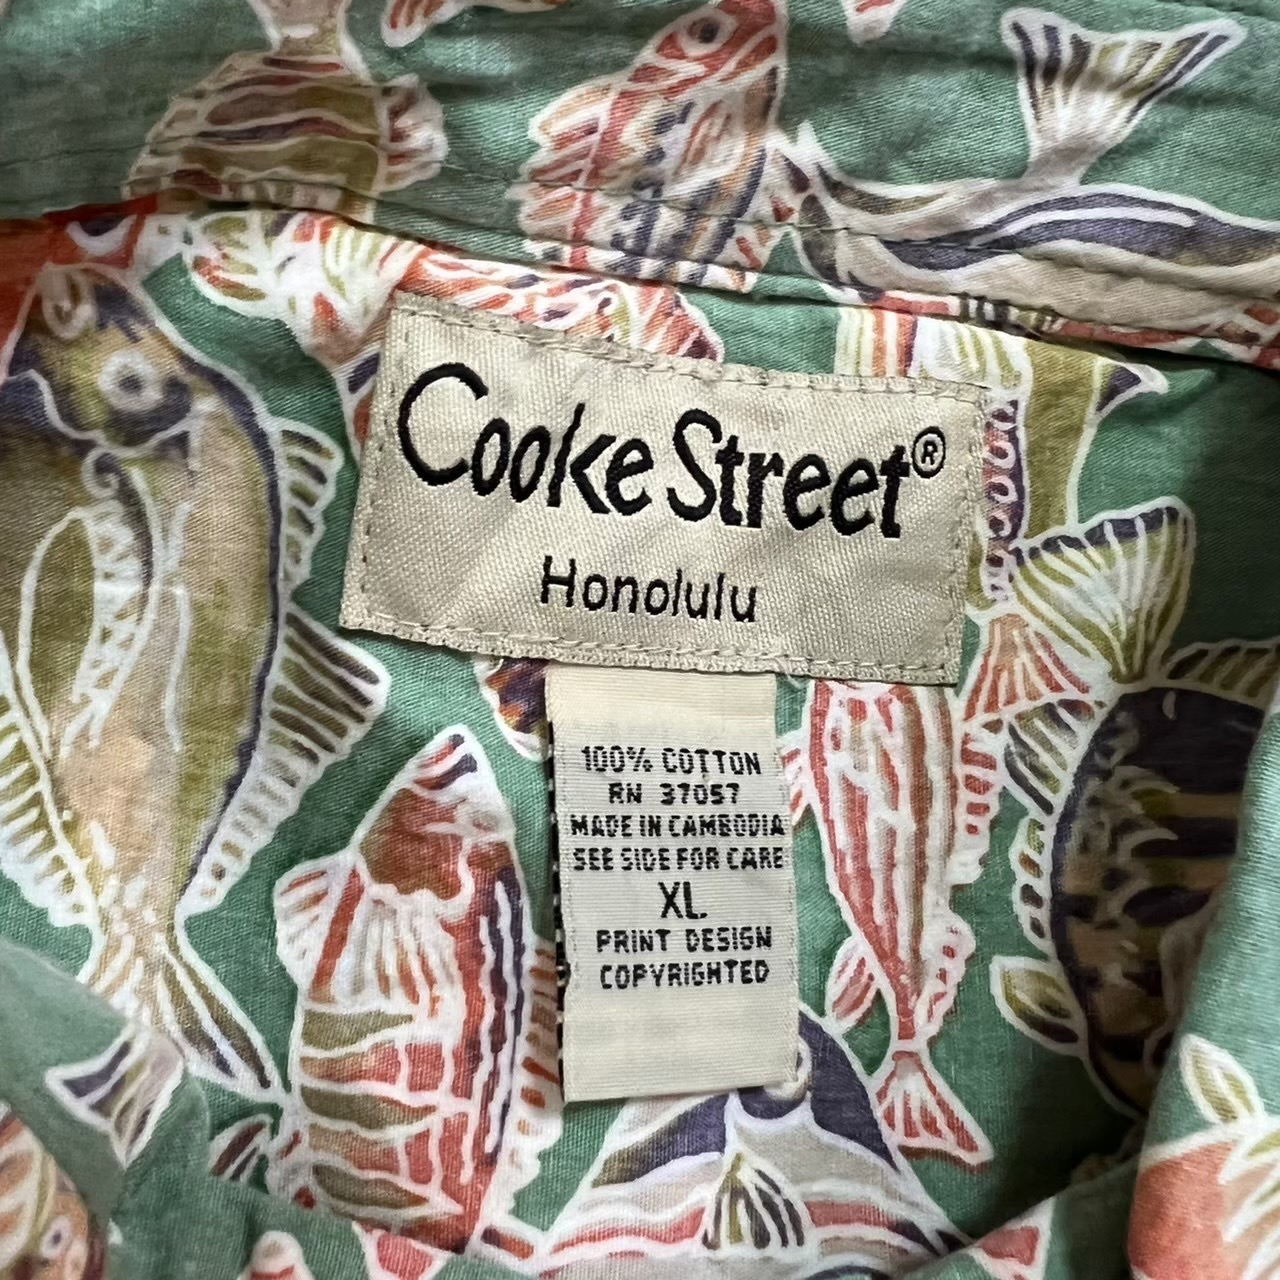 Cooke Street®
Honolulu
100% COTTON
RN 37057
MADE IN CAMBODIA
SEE SIDE FOR CARE
XL
PRINT DESIGN
COPYRIGHTED